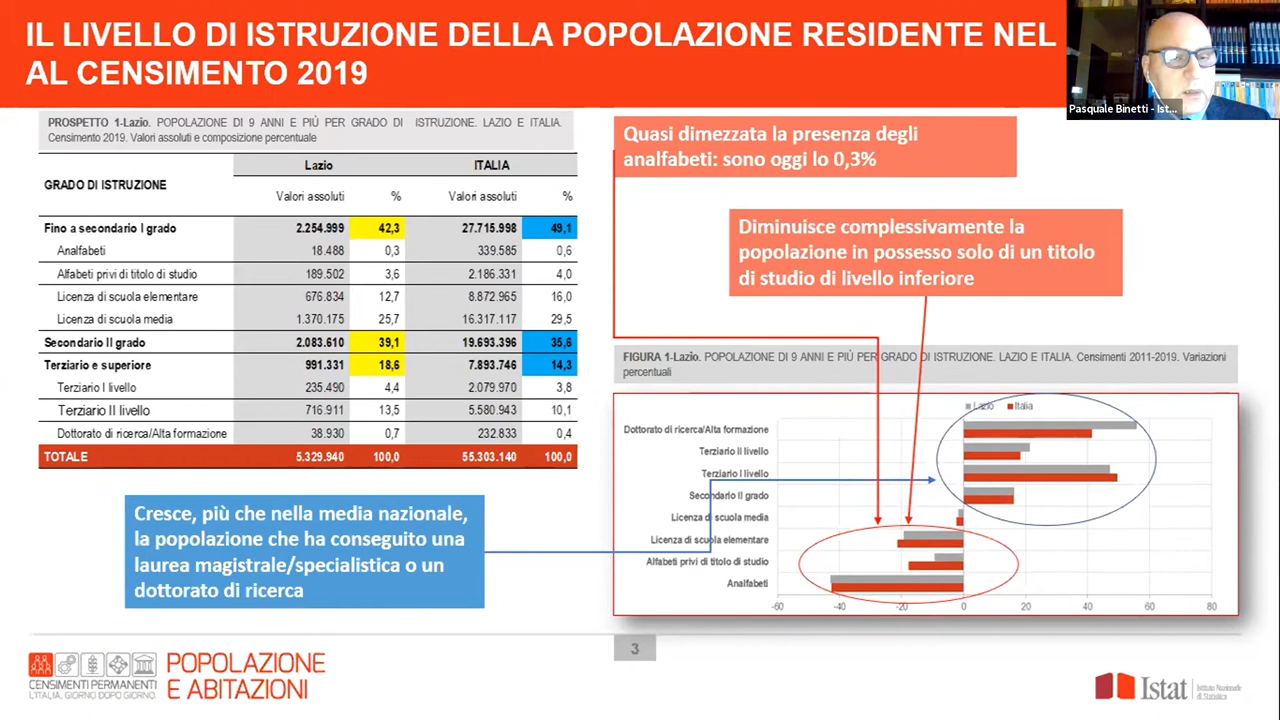 IL LIVELLO DI ISTRUZIONE DELLA POPOLAZIONE RESIDENTE NEL
AL CENSIMENTO 2019
Pasquale Binetti - Ist...
PROSPETTO 1-Lazio. POPOLAZIONE DI 9 ANNI E PIÙ PER GRADO DI ISTRUZIONE. LAZIO E ITALIA.
Censimento 2019. Valori assoluti e composizione percentuale
GRADO DI ISTRUZIONE
Lazio ITALIA
Valori assoluti % Valori assoluti %
Fino a secondario I grado 2.254.999 42,3 27.715.998 49,1
Analfabeti 18.488 0,3 339.585 0,6
Alfabeti privi di titolo di studio 189.502 3,6 2.186.331 4,0
Licenza di scuola elementare 676.834 12,7 8.872.965 16,0
Licenza di scuola media 1.370.175 25,7 16.317.117 29,5
Secondario II grado 2.083.610 39,1 19.693.396 35,6
Terziario e superiore 991.331 18,6 7.893.746 14,3
Terziario I livello 235.490 4,4 2.079.970 3,8
Terziario II livello 716.911 13,5 5.580.943 10,1
Dottorato di ricerca/Alta formazione 38.930 0,7 232.833 0,4
TOTALE 5.329.940 100,0 55.303.140 100,0
Quasi dimezzata la presenza degli
analfabeti: sono oggi lo 0,3%
Diminuisce complessivamente la
popolazione in possesso solo di un titolo
di studio di livello inferiore
FIGURA 1-Lazio. POPOLAZIONE DI 9 ANNI E PIÙ PER GRADO DI ISTRUZIONE. LAZIO E ITALIA. Censimenti 2011-2019. Variazioni
percentuali
Lazio Italia
Dottorato di ricerca/Alta formazione
Terziario II livello
Terziario I livello
Secondario II grado
Licenza di scuola media
Licenza di scuola elementare
Alfabeti privi di titolo di studio
Analfabeti
-60 -40 -20 0 20 40 60 80
Cresce, più che nella media nazionale,
la popolazione che ha conseguito una
laurea magistrale/specialistica o un
dottorato di ricerca
3
CENSIMENTI PERMANENTI
L'ITALIA, GIORNO DOPO GIORNO.
POPOLAZIONE
E ABITAZIONI
Istat
Istituto Nazionale
di Statistica